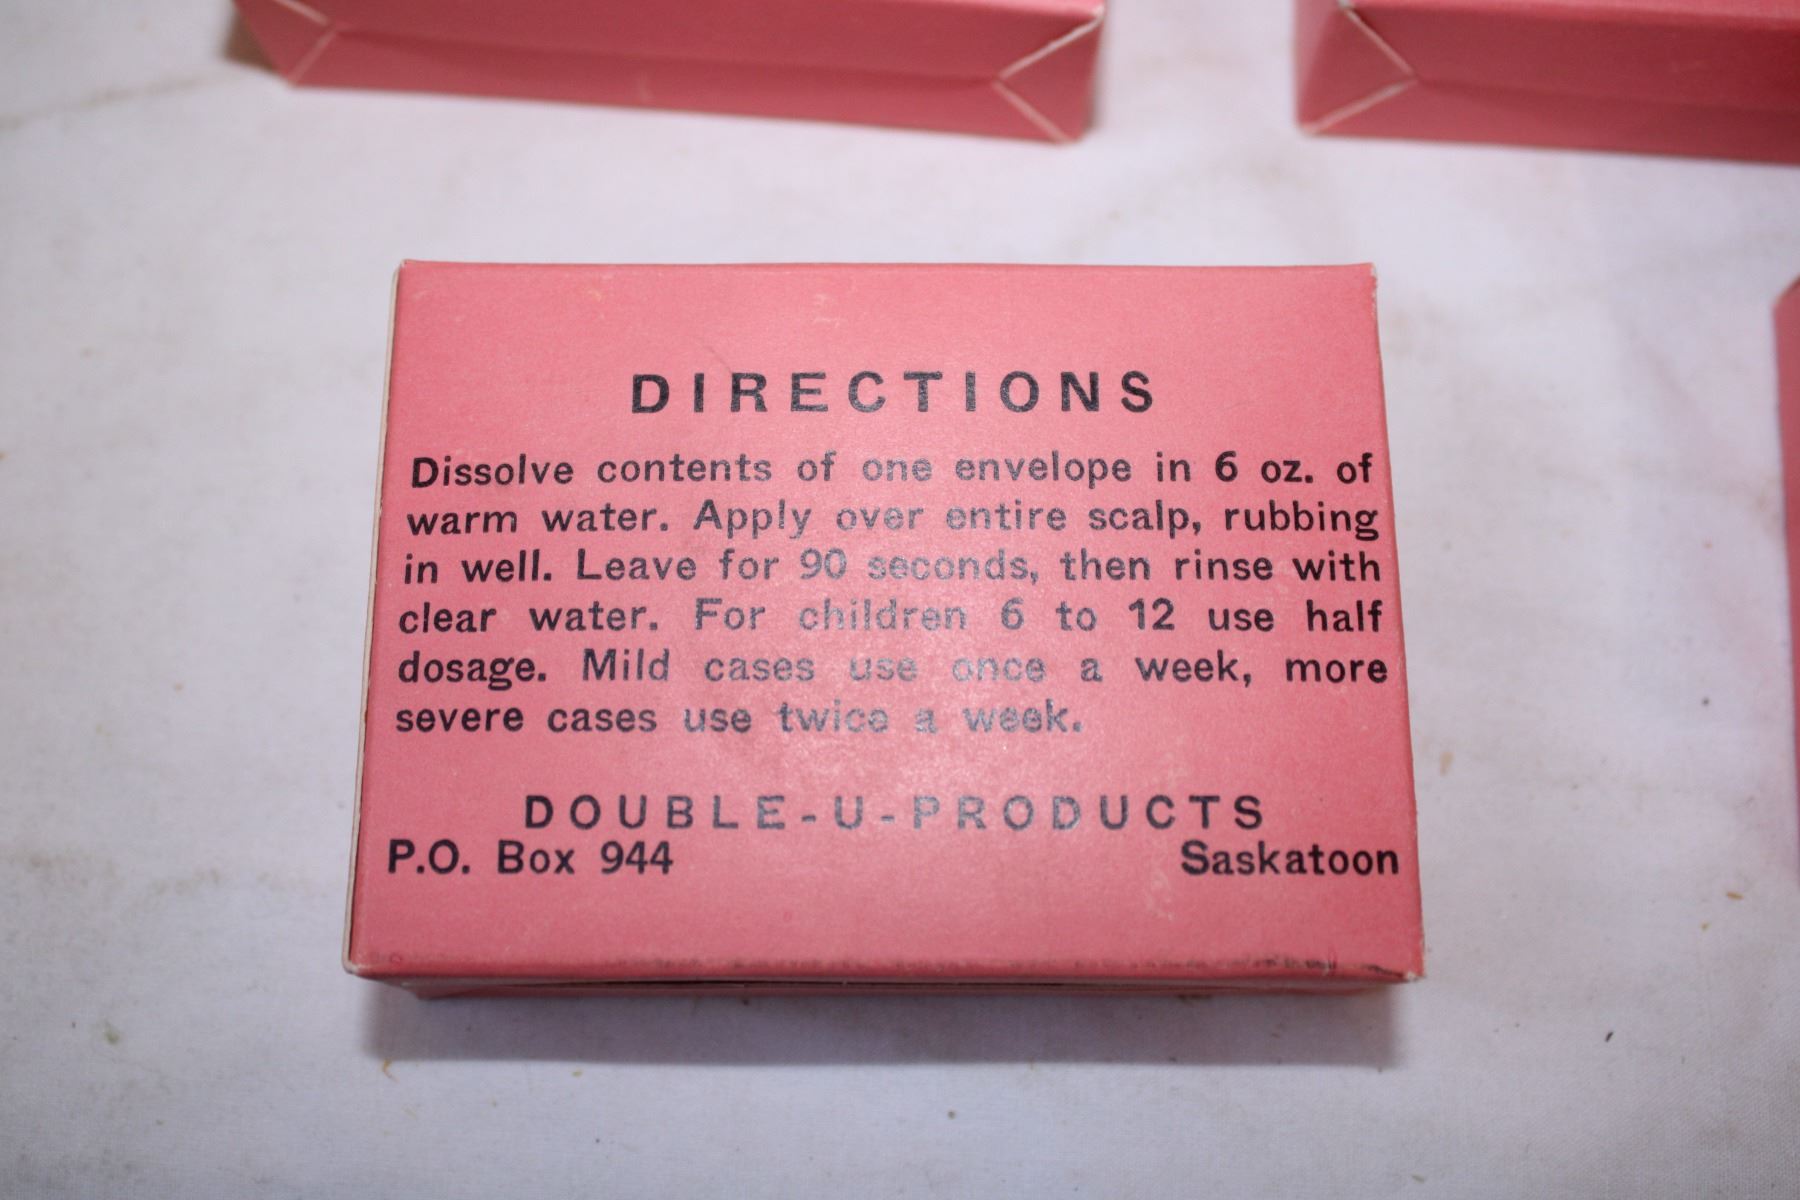 DIRECTIONS
Dissolve contents of one envelope in 6 oz. of
warm water. Apply over entire scalp, rubbing
in well. Leave for 90 seconds, then rinse with
clear water. For children 6 to 12 use half
dosage. Mild cases use once a week, more
severe cases use twice a week.
DOUBLE-U-PRODUCTS
P.O. Box 944 Saskatoon